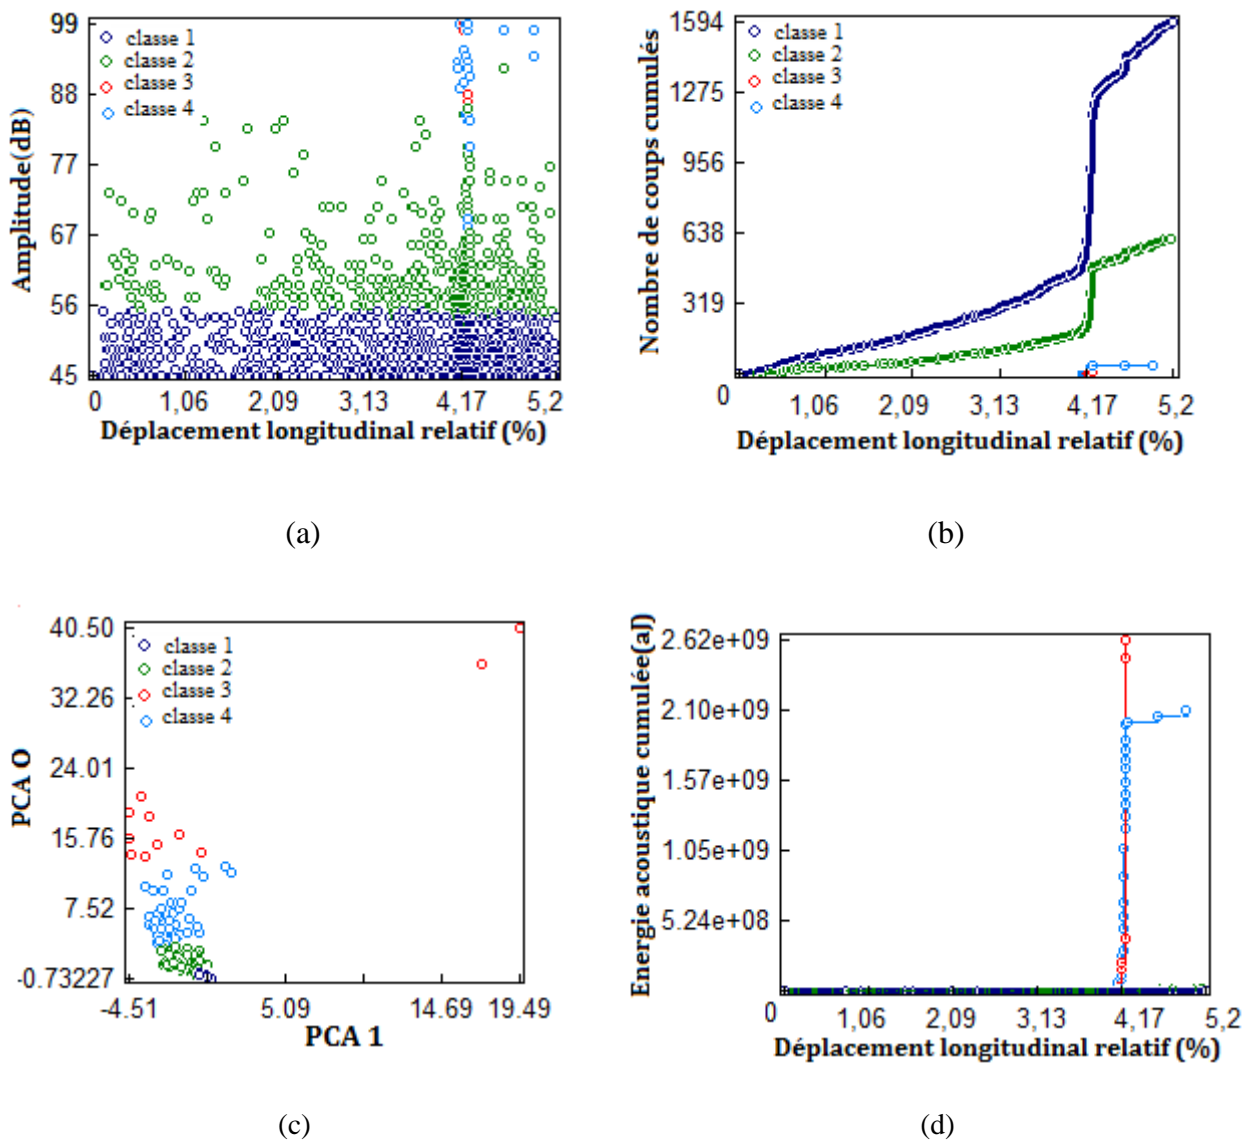 99
88
77
67
56
45
Amplitude(dB)
classe 1
classe 2
classe 3
classe 4
0 1,06 2,09 3,13 4,17 5,2
Déplacement longitudinal relatif (%)
(a)
1594
1275
956
638
319
Nombre de coups cumulés
classe 1
classe 2
classe 3
classe 4
0 1,06 2,09 3,13 4,17 5,2
Déplacement longitudinal relatif (%)
(b)
40.50
32.26
24.01
15.76
7.52
-0.73227
PCA O
classe 1
classe 2
classe 3
classe 4
-4.51 5.09 14.69 19.49
PCA 1
(c)
2.62e+09
2.10e+09
1.57e+09
1.05e+09
5.24e+08
Energie acoustique cumulée(aJ)
0 1,06 2,09 3,13 4,17 5,2
Déplacement longitudinal relatif (%)
(d)